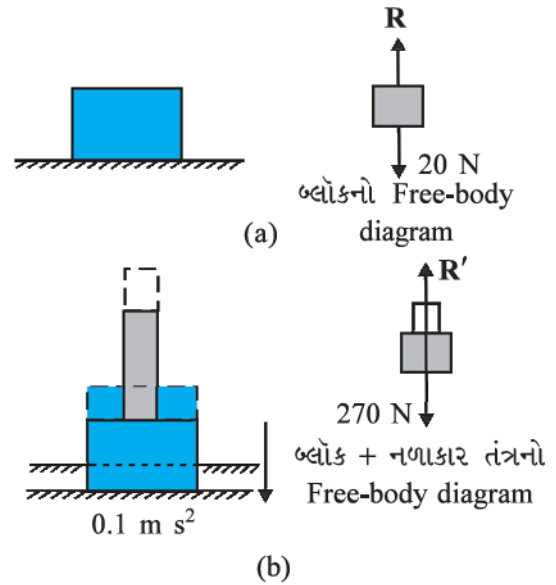 R
20 N
બ્લૉકનો Free-body
diagram
(a)
R′
270 N
બ્લૉક + નળાકાર તંત્રનો
Free-body diagram
0.1 m s²
(b)